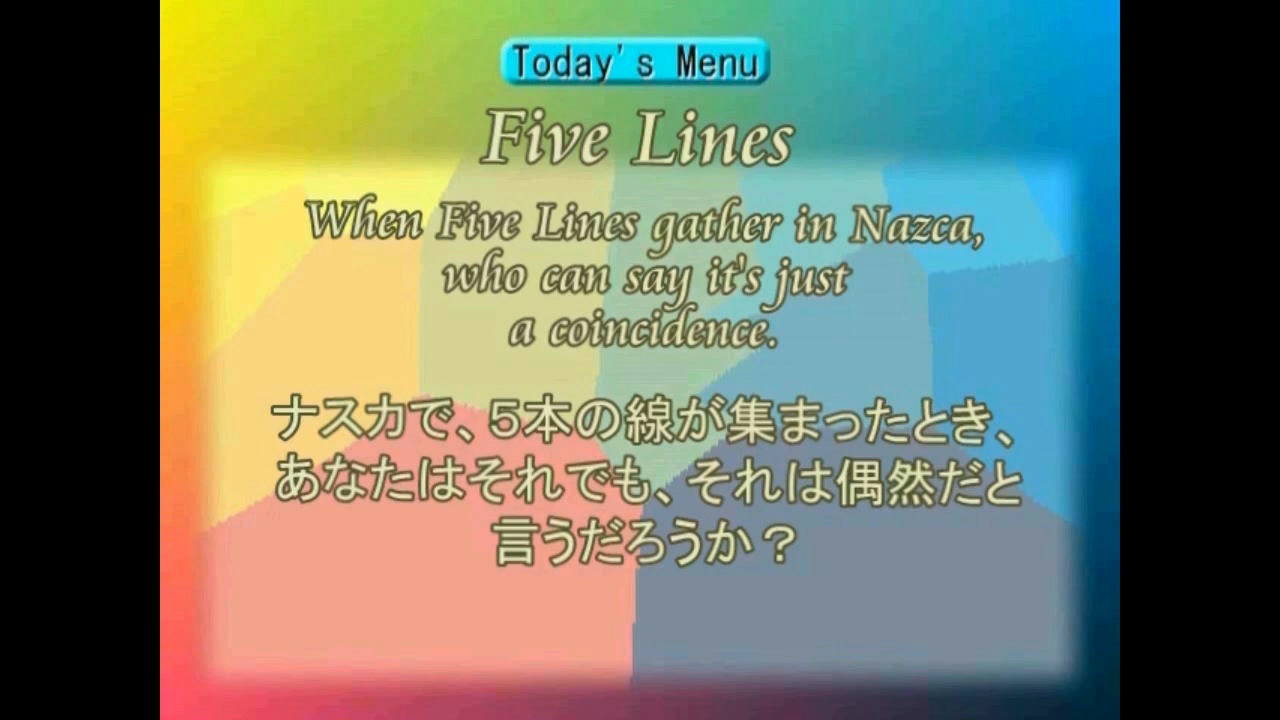 Today's Menu
Five Lines
When Five Lines gather in Nazca,
who can say it's just
a coincidence.
ナスカで、５本の線が集まったとき、
あなたはそれでも、それは偶然だと
言うだろうか？